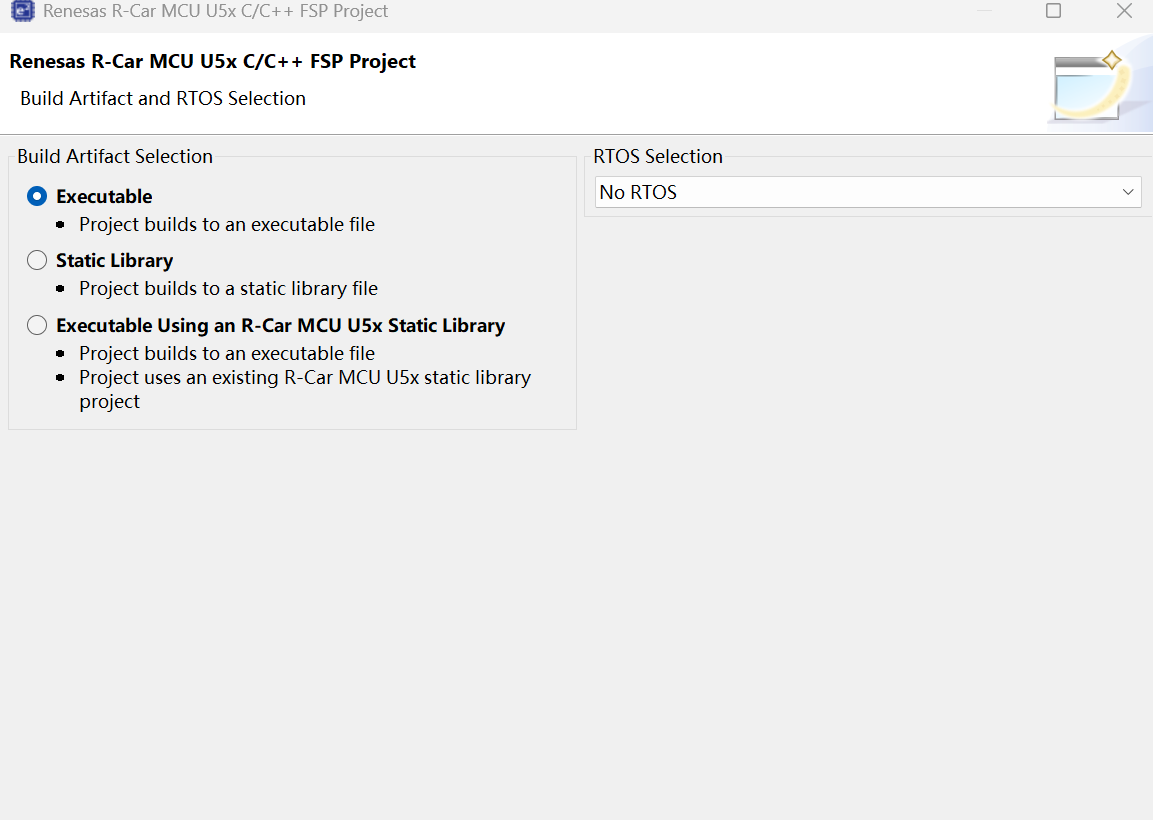 Renesas R-Car MCU U5x C/C++ FSP Project
Renesas R-Car MCU U5x C/C++ FSP Project
Build Artifact and RTOS Selection
Build Artifact Selection
Executable
Project builds to an executable file
Static Library
Project builds to a static library file
Executable Using an R-Car MCU U5x Static Library
Project builds to an executable file
Project uses an existing R-Car MCU U5x static library
project
RTOS Selection
No RTOS